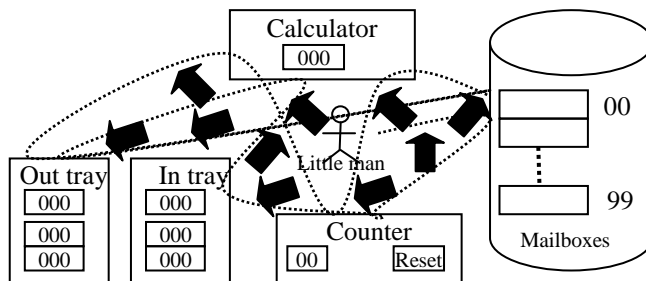 Calculator
000
00
Little man
Out tray
000
000
000
In tray
000
000
000
Counter
00
Reset
99
Mailboxes